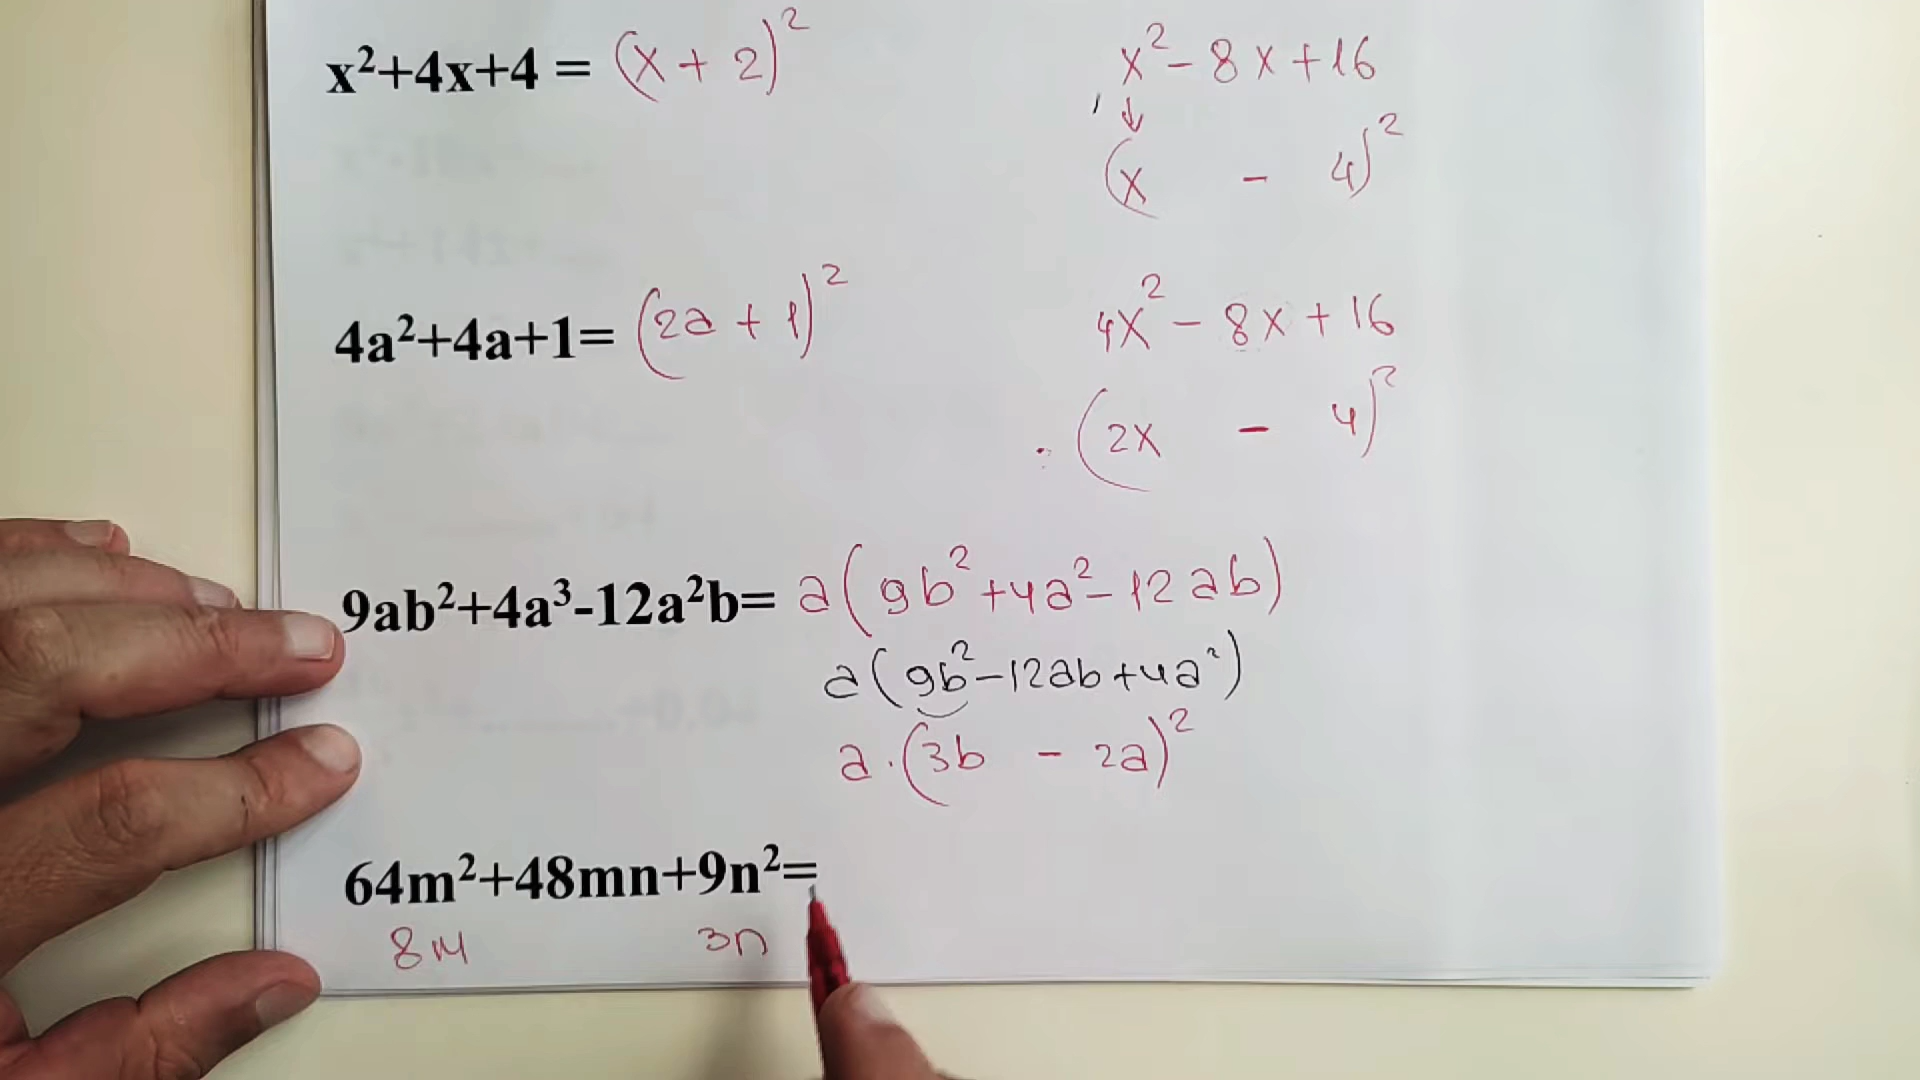 x²+4x+4 = (x + 2)²
x² - 8x + 16
(x - 4)²
4a²+4a+1= (2a + 1)²
4x² - 8x + 16
(2x - 4)²
9ab²+4a³-12a²b= a(9b² + 4a² - 12ab)
a(9b² - 12ab + 4a²)
a·(3b - 2a)²
64m²+48mn+9n²=
8m 3n